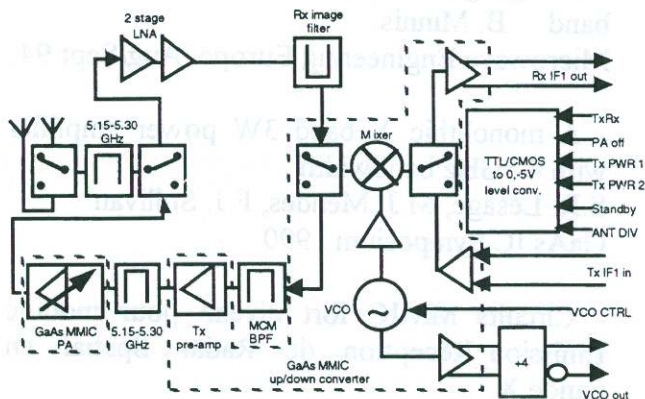 2 stage
LNA
Rx image
filter
Rx IF1 out
5.15-5.30
GHz
Mixer
TTL/CMOS
to 0,-5V
level conv.
TxRx
PA off
Tx PWR 1
Tx PWR 2
Standby
ANT DIV
Tx IF1 in
GaAs MMIC
PA
5.15-5.30
GHz
Tx
pre-amp
MCM
BPF
VCO
VCO CTRL
GaAs MMIC
up/down converter
÷4
VCO out